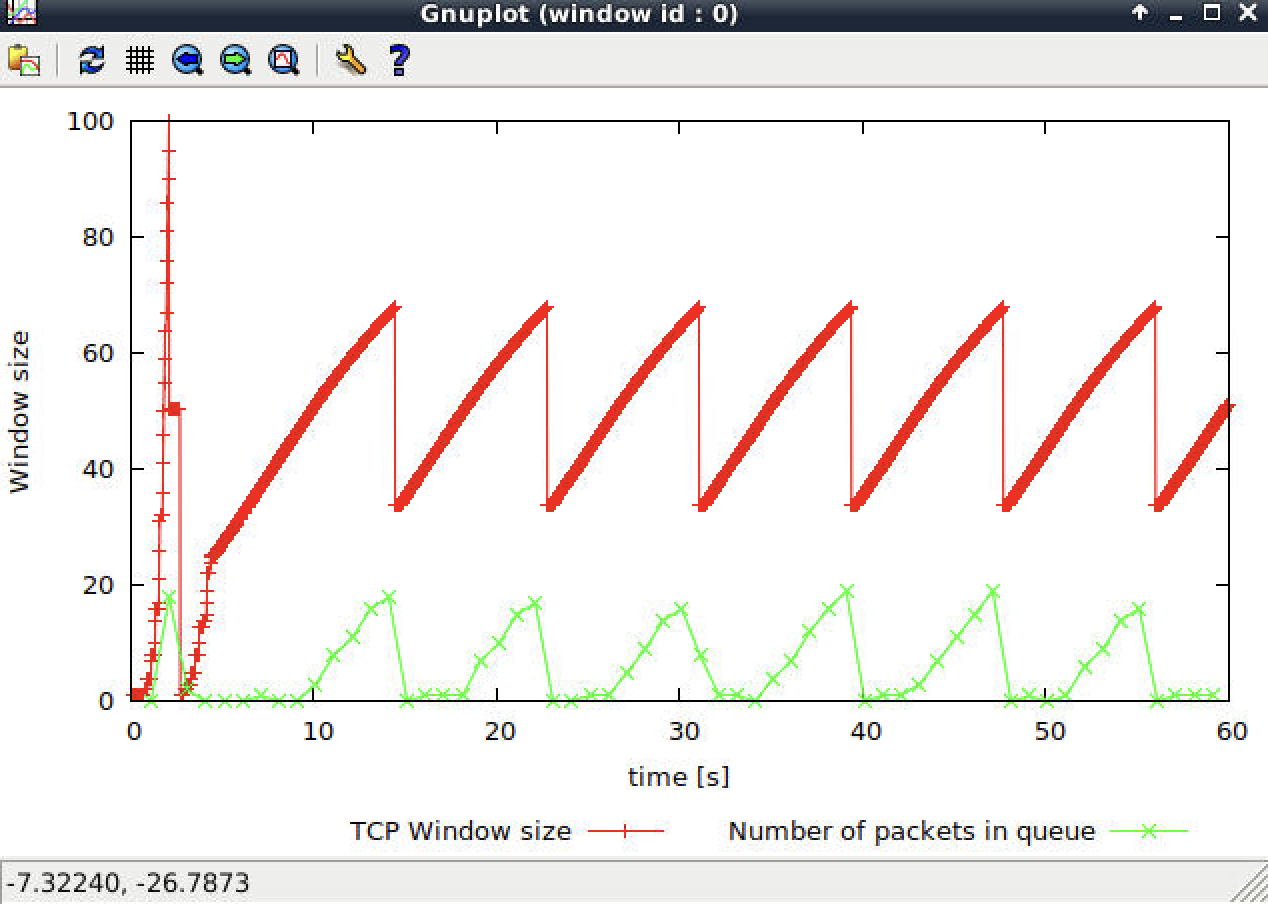 Gnuplot (window id : 0)
100
80
60
40
20
0
Window size
0 10 20 30 40 50 60
time [s]
TCP Window size Number of packets in queue
-7.32240, -26.7873